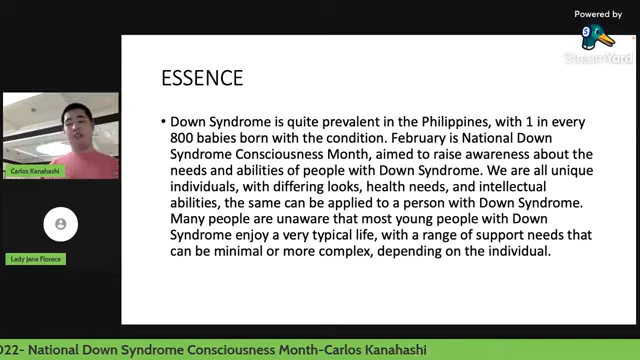 Powered by
StreamYard
ESSENCE
• Down Syndrome is quite prevalent in the Philippines, with 1 in every
800 babies born with the condition. February is National Down
Syndrome Consciousness Month, aimed to raise awareness about the
needs and abilities of people with Down Syndrome. We are all unique
individuals, with differing looks, health needs, and intellectual
abilities, the same can be applied to a person with Down Syndrome.
Many people are unaware that most young people with Down
Syndrome enjoy a very typical life, with a range of support needs that
can be minimal or more complex, depending on the individual.
Carlos Kanahashi
Lady Jane Florece
022- National Down Syndrome Consciousness Month-Carlos Kanahashi